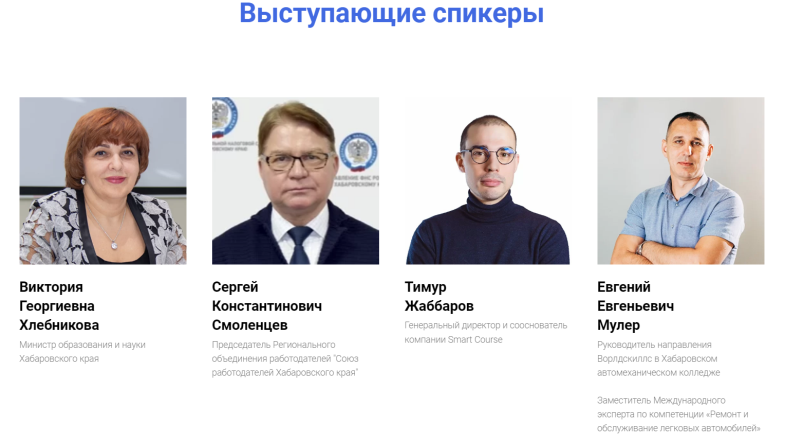 Выступающие спикеры
Виктория
Георгиевна
Хлебникова
Министр образования и науки
Хабаровского края
Сергей
Константинович
Смоленцев
Председатель Регионального
объединения работодателей "Союз
работодателей Хабаровского края"
Тимур
Жаббаров
Генеральный директор и сооснователь
компании Smart Course
Евгений
Евгеньевич
Мулер
Руководитель направления
Ворлдскиллс в Хабаровском
автомеханическом колледже
Заместитель Международного
эксперта по компетенции «Ремонт и
обслуживание легковых автомобилей»